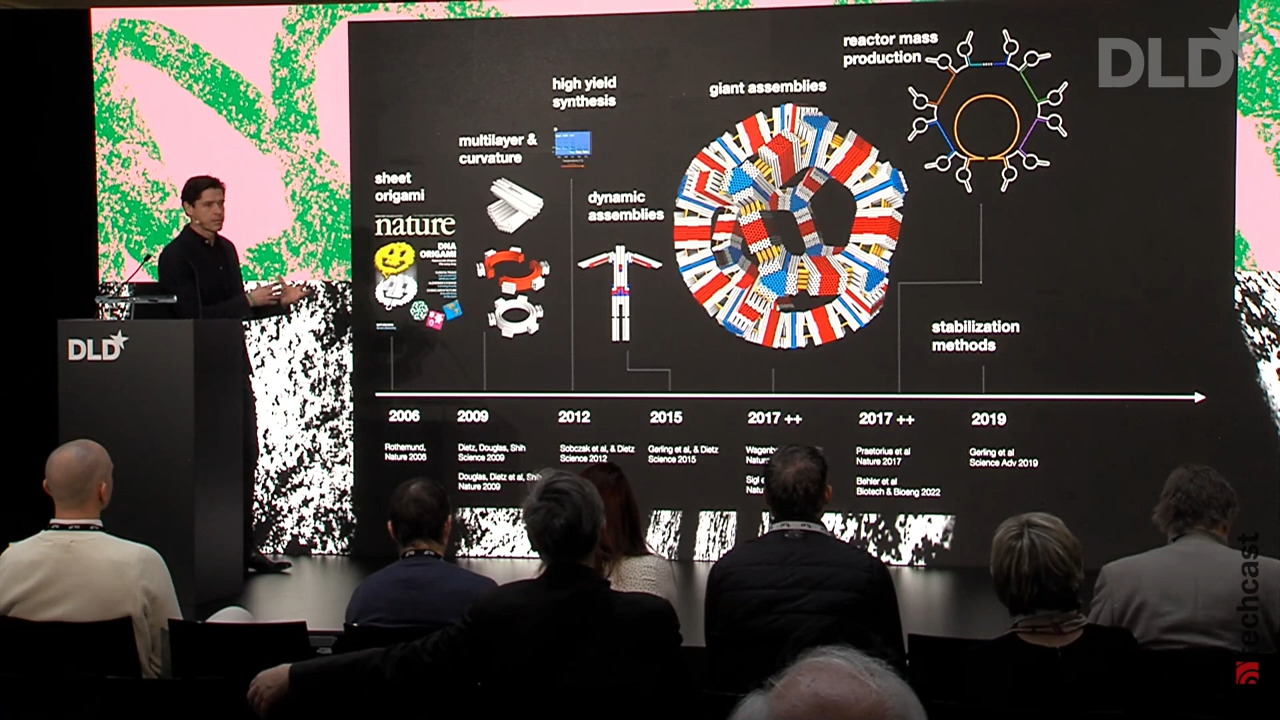 DLD
reactor mass
production
giant assemblies
high yield
synthesis
multilayer &
curvature
sheet
origami
nature
DNA
ORIGAMI
dynamic
assemblies
stabilization
methods
2006
2009
2012
2015
2017 ++
2017 ++
2019
Rothemund,
Nature 2006
Dietz, Douglas, Shih
Science 2009
Douglas, Dietz et al, Shih
Nature 2009
Sobczak et al, & Dietz
Science 2012
Gerling et al, & Dietz
Science 2015
Praetorius et al
Nature 2017
Behler et al
Biotech & Bioeng 2022
Gerling et al
Science Adv 2019
DLD
techcast